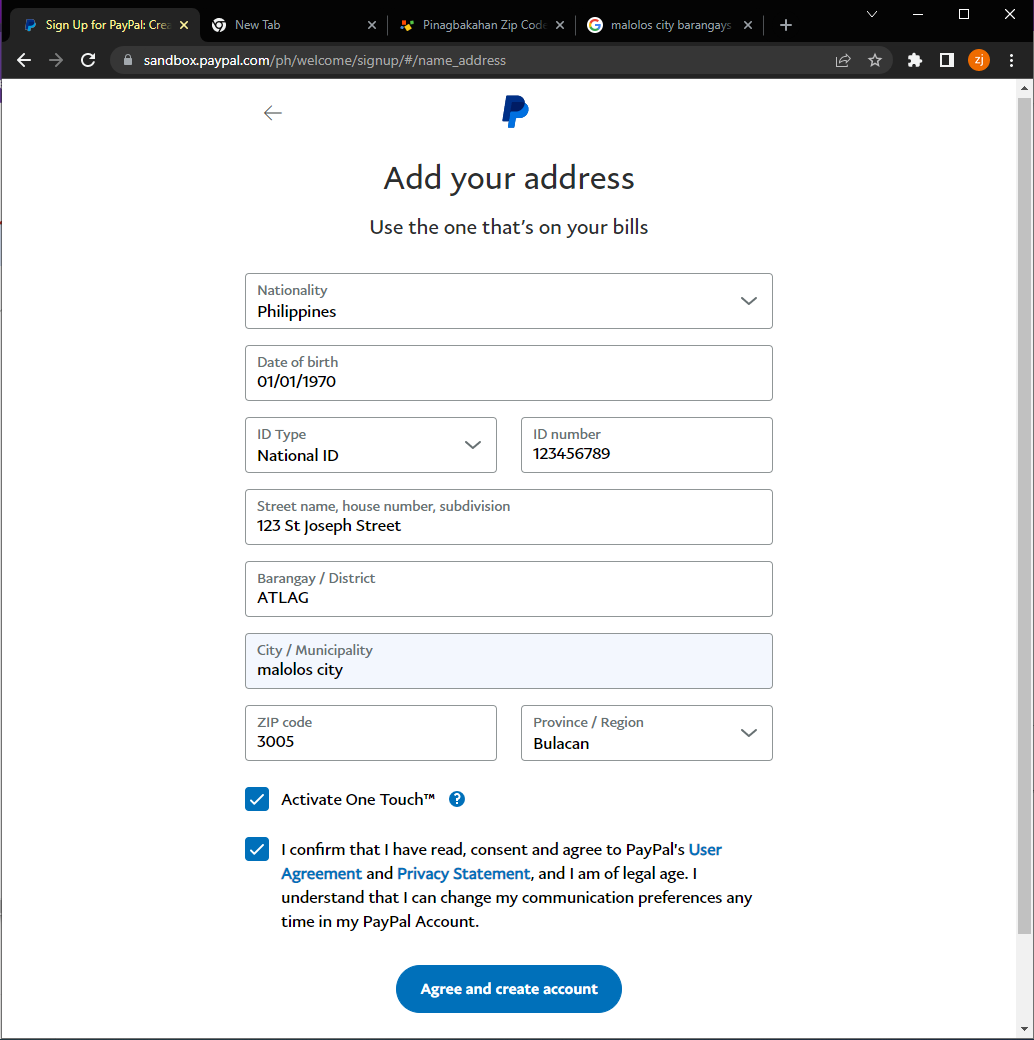 Sign Up for PayPal: Crea
New Tab
Pinagbakahan Zip Code
malolos city barangays
sandbox.paypal.com/ph/welcome/signup/#/name_address
zj
Add your address
Use the one that's on your bills
Nationality
Philippines
Date of birth
01/01/1970
ID Type
National ID
ID number
123456789
Street name, house number, subdivision
123 St Joseph Street
Barangay / District
ATLAG
City / Municipality
malolos city
ZIP code
3005
Province / Region
Bulacan
Activate One Touch™ ?
I confirm that I have read, consent and agree to PayPal's User
Agreement and Privacy Statement, and I am of legal age. I
understand that I can change my communication preferences any
time in my PayPal Account.
Agree and create account